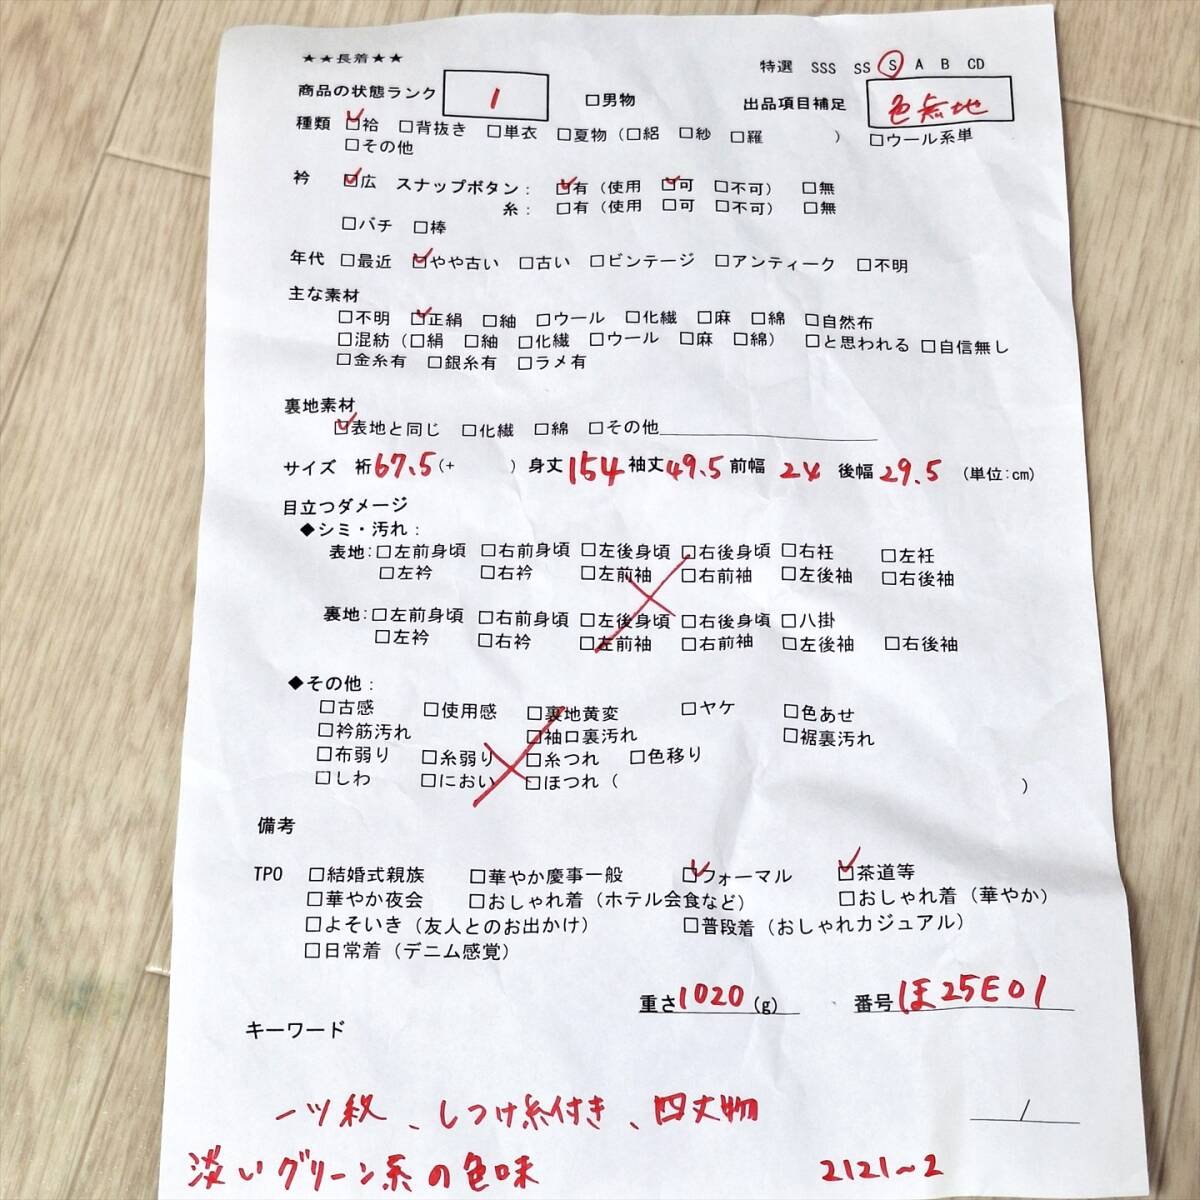 ★★長着★★
特選 SSS SS S A B CD
商品の状態ランク 1 □男物 出品項目補足 色無地
種類 ☑袷 □背抜き □単衣 □夏物（□絽 □紗 □羅 ） □ウール系単
□その他
衿 ☑広 スナップボタン： ☑有（使用 ☑可 □不可） □無
糸：□有（使用 □可 □不可） □無
□バチ □棒
年代 □最近 ☑やや古い □古い □ビンテージ □アンティーク □不明
主な素材
□不明 ☑正絹 □紬 □ウール □化繊 □麻 □綿 □自然布
□混紡（□絹 □紬 □化繊 □ウール □麻 □綿） □と思われる □自信無し
□金糸有 □銀糸有 □ラメ有
裏地素材
☑表地と同じ □化繊 □綿 □その他
サイズ 裄67.5（+ ）身丈154袖丈49.5前幅 24 後幅29.5 （単位：cm）
目立つダメージ
◆シミ・汚れ：
表地：□左前身頃 □右前身頃 □左後身頃 □右後身頃 □右衽 □左衽
□左衿 □右衿 □左前袖 □右前袖 □左後袖 □右後袖
裏地：□左前身頃 □右前身頃 □左後身頃 □右後身頃 □八掛
□左衿 □右衿 □左前袖 □右前袖 □左後袖 □右後袖
◆その他：
□古感 □使用感 □裏地黄変 □ヤケ □色あせ
□衿筋汚れ □袖口裏汚れ □裾裏汚れ
□布弱り □糸弱り □糸つれ □色移り
□しわ □におい □ほつれ（ ）
備考
TPO □結婚式親族 □華やか慶事一般 ☑フォーマル ☑茶道等
□華やか夜会 □おしゃれ着（ホテル会食など） □おしゃれ着（華やか）
□よそいき（友人とのお出かけ） □普段着（おしゃれカジュアル）
□日常着（デニム感覚）
重さ1020（g） 番号ほ25E01
キーワード
一ツ紋、しつけ糸付き、四丈物
/
淡いグリーン系の色味 2121～2